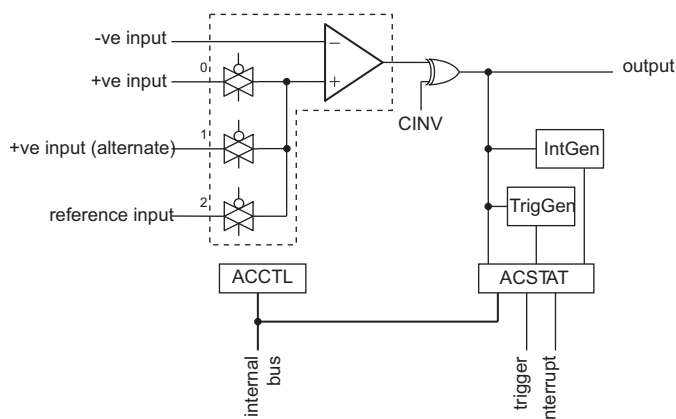 -ve input
+ve input
0
output
CINV
+ve input (alternate)
1
IntGen
TrigGen
reference input
2
ACCTL
ACSTAT
internal
bus
trigger
interrupt